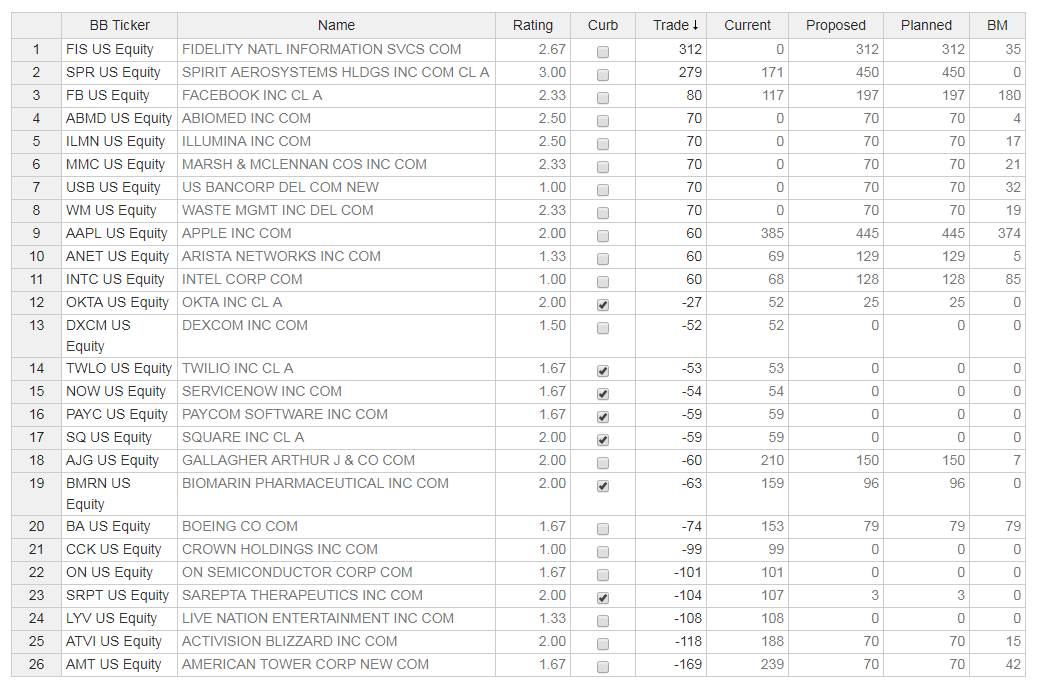 BB Ticker Name Rating Curb Trade ↓ Current Proposed Planned BM
1 FIS US Equity FIDELITY NATL INFORMATION SVCS COM 2.67 312 0 312 312 35
2 SPR US Equity SPIRIT AEROSYSTEMS HLDGS INC COM CL A 3.00 279 171 450 450 0
3 FB US Equity FACEBOOK INC CL A 2.33 80 117 197 197 180
4 ABMD US Equity ABIOMED INC COM 2.50 70 0 70 70 4
5 ILMN US Equity ILLUMINA INC COM 2.50 70 0 70 70 17
6 MMC US Equity MARSH & MCLENNAN COS INC COM 2.33 70 0 70 70 21
7 USB US Equity US BANCORP DEL COM NEW 1.00 70 0 70 70 32
8 WM US Equity WASTE MGMT INC DEL COM 2.33 70 0 70 70 19
9 AAPL US Equity APPLE INC COM 2.00 60 385 445 445 374
10 ANET US Equity ARISTA NETWORKS INC COM 1.33 60 69 129 129 5
11 INTC US Equity INTEL CORP COM 1.00 60 68 128 128 85
12 OKTA US Equity OKTA INC CL A 2.00 -27 52 25 25 0
13 DXCM US DEXCOM INC COM 1.50 -52 52 0 0 0
Equity
14 TWLO US Equity TWILIO INC CL A 1.67 -53 53 0 0 0
15 NOW US Equity SERVICENOW INC COM 1.67 -54 54 0 0 0
16 PAYC US Equity PAYCOM SOFTWARE INC COM 1.67 -59 59 0 0 0
17 SQ US Equity SQUARE INC CL A 2.00 -59 59 0 0 0
18 AJG US Equity GALLAGHER ARTHUR J & CO COM 2.00 -60 210 150 150 7
19 BMRN US BIOMARIN PHARMACEUTICAL INC COM 2.00 -63 159 96 96 0
Equity
20 BA US Equity BOEING CO COM 1.67 -74 153 79 79 79
21 CCK US Equity CROWN HOLDINGS INC COM 1.00 -99 99 0 0 0
22 ON US Equity ON SEMICONDUCTOR CORP COM 1.67 -101 101 0 0 0
23 SRPT US Equity SAREPTA THERAPEUTICS INC COM 2.00 -104 107 3 3 0
24 LYV US Equity LIVE NATION ENTERTAINMENT INC COM 1.33 -108 108 0 0 0
25 ATVI US Equity ACTIVISION BLIZZARD INC COM 2.00 -118 188 70 70 15
26 AMT US Equity AMERICAN TOWER CORP NEW COM 1.67 -169 239 70 70 42